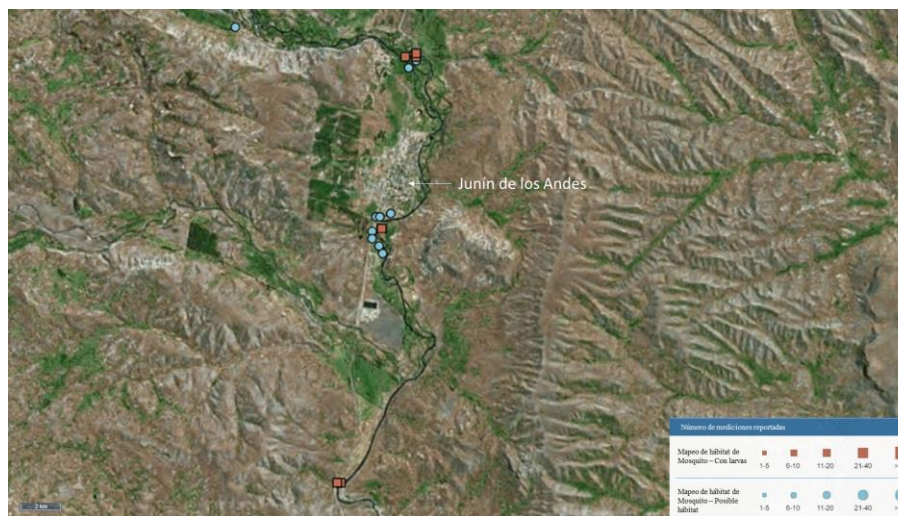 Junín de los Andes
Número de mediciones reportadas
Mapeo de hábitat de
Mosquito – Con larvas
1-5 6-10 11-20 21-40 >
Mapeo de hábitat de
Mosquito – Posible
hábitat
1-5 6-10 11-20 21-40 >
2 km